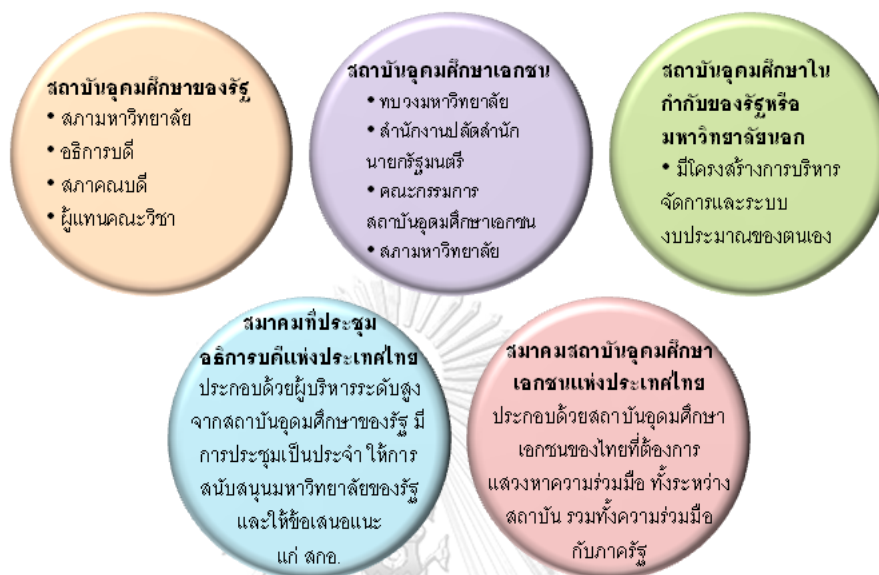 สถาบันอุดมศึกษาของรัฐ
• สภามหาวิทยาลัย
• อธิการบดี
• สภาคณบดี
• ผู้แทนคณะวิชา
สถาบันอุดมศึกษาเอกชน
• ทบวงมหาวิทยาลัย
• สำนักงานปลัดสำนัก
นายกรัฐมนตรี
• คณะกรรมการ
สถาบันอุดมศึกษาเอกชน
• สภามหาวิทยาลัย
สถาบันอุดมศึกษาใน
กำกับของรัฐหรือ
มหาวิทยาลัยนอก
• มีโครงสร้างการบริหาร
จัดการและระบบ
งบประมาณของตนเอง
สมาคมที่ประชุม
อธิการบดีแห่งประเทศไทย
ประกอบด้วยผู้บริหารระดับสูง
จากสถาบันอุดมศึกษาของรัฐ มี
การประชุมเป็นประจำ ให้การ
สนับสนุนมหาวิทยาลัยของรัฐ
และให้ข้อเสนอแนะ
แก่ สกอ.
สมาคมสถาบันอุดมศึกษา
เอกชนแห่งประเทศไทย
ประกอบด้วยสถาบันอุดมศึกษา
เอกชนของไทยที่ต้องการ
แสวงหาความร่วมมือ ทั้งระหว่าง
สถาบัน รวมทั้งความร่วมมือ
กับภาครัฐ